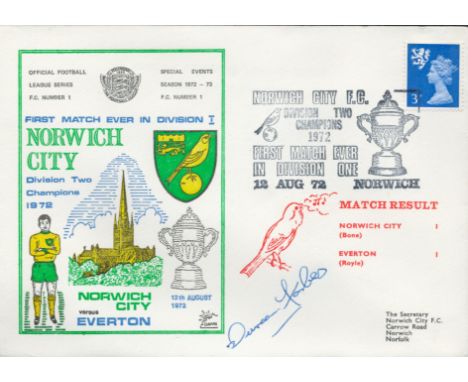 OFFICIAL FOOTBALL
LEAGUE SERIES
F.C. NUMBER 1
SPECIAL EVENTS
SEASON 1972 - 73
F.C. NUMBER 1
FIRST MATCH EVER IN DIVISION I
NORWICH
CITY
Division Two
Champions
1972
NORWICH
CITY
versus
EVERTON
12th AUGUST
1972
NORWICH CITY F.C.
DIVISION TWO
CHAMPIONS
1972
FIRST MATCH EVER
IN DIVISION ONE
12 AUG 72 NORWICH
3
MATCH RESULT
NORWICH CITY 1
(Bone)
EVERTON 1
(Royle)
Duncan Forbes
The Secretary
Norwich City F.C.
Carrow Road
Norwich
Norfolk